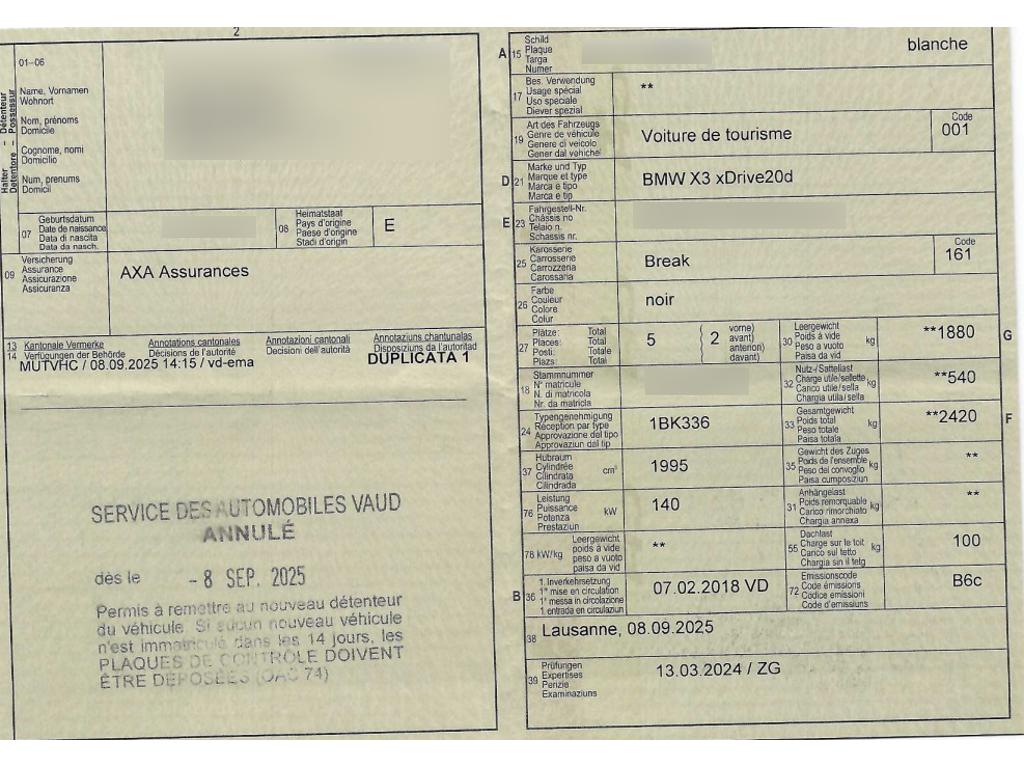 2
Halter – Détenteur
Detentore – Possessur
01–06
Name, Vornamen
Wohnort
Nom, prénoms
Domicile
Cognome, nomi
Domicilio
Num, prenums
Domicil
07
Geburtsdatum
Date de naissance
Data di nascita
Data da nasch.
08
Heimatstaat
Pays d'origine
Paese d'origine
Stadi d'origin
E
09
Versicherung
Assurance
Assicurazione
Assicuranza
AXA Assurances
13 Kantonale Vermerke Annotations cantonales Annotazioni cantonali Annotaziuns chantunalas
14 Verfügungen der Behörde Décisions de l'autorité Decisioni dell'autorità Disposiziuns da l'autoritad
MUTVHC / 08.09.2025 14:15 / vd-ema DUPLICATA 1
SERVICE DES AUTOMOBILES VAUD
ANNULÉ
dès le - 8 SEP. 2025
Permis à remettre au nouveau détenteur
du véhicule. Si aucun nouveau véhicule
n'est immatriculé dans les 14 jours, les
PLAQUES DE CONTRÔLE DOIVENT
ÊTRE DÉPOSÉES (OAC 74)
A 15
Schild
Plaque
Targa
Numer
blanche
17
Bes. Verwendung
Usage spécial
Uso speciale
Diever spezial
**
19
Art des Fahrzeugs
Genre de véhicule
Genere di veicolo
Gener dal vehichel
Voiture de tourisme
Code
001
D 21
Marke und Typ
Marque et type
Marca e tipo
Marca e tip
BMW X3 xDrive20d
E 23
Fahrgestell-Nr.
Châssis no
Telaio n.
Schassis nr.
25
Karosserie
Carrosserie
Carrozzeria
Carossaria
Break
Code
161
26
Farbe
Couleur
Colore
Colur
noir
27
Plätze: Total
Places: Total
Posti: Totale
Plazs: Total
5
2
vorne)
avant)
anteriori)
davant)
30
Leergewicht
Poids à vide
Peso a vuoto
Paisa da vid
kg
**1880
G
18
Stammnummer
N° matricule
N. di matricola
Nr. da matricla
32
Nutz-/Sattellast
Charge utile/sellette
Carico utile/sella
Chargia utila/sella
kg
**540
24
Typengenehmigung
Réception par type
Approvazione del tipo
Approvaziun dal tip
1BK336
33
Gesamtgewicht
Poids total
Peso totale
Paisa totala
kg
**2420
F
37
Hubraum
Cylindrée
Cilindrata
Cilindrada
cm³
1995
35
Gewicht des Zuges
Poids de l'ensemble
Peso del convoglio
Paisa cumposiziun
kg
**
76
Leistung
Puissance
Potenza
Prestaziun
kW
140
31
Anhängelast
Poids remorquable
Carico rimorchiato
Chargia annexa
kg
**
78 kW/kg
Leergewicht
poids à vide
peso a vuoto
paisa da vid
**
55
Dachlast
Charge sur le toit
Carico sul tetto
Chargia sin il tetg
kg
100
B 36
1. Inverkehrsetzung
1re mise en circulation
1a messa in circolazione
1. entrada en circulaziun
07.02.2018 VD
72
Emissionscode
Code émissions
Codice emissioni
Code d'emissiuns
B6c
38
Lausanne, 08.09.2025
39
Prüfungen
Expertises
Perizie
Examinaziuns
13.03.2024 / ZG